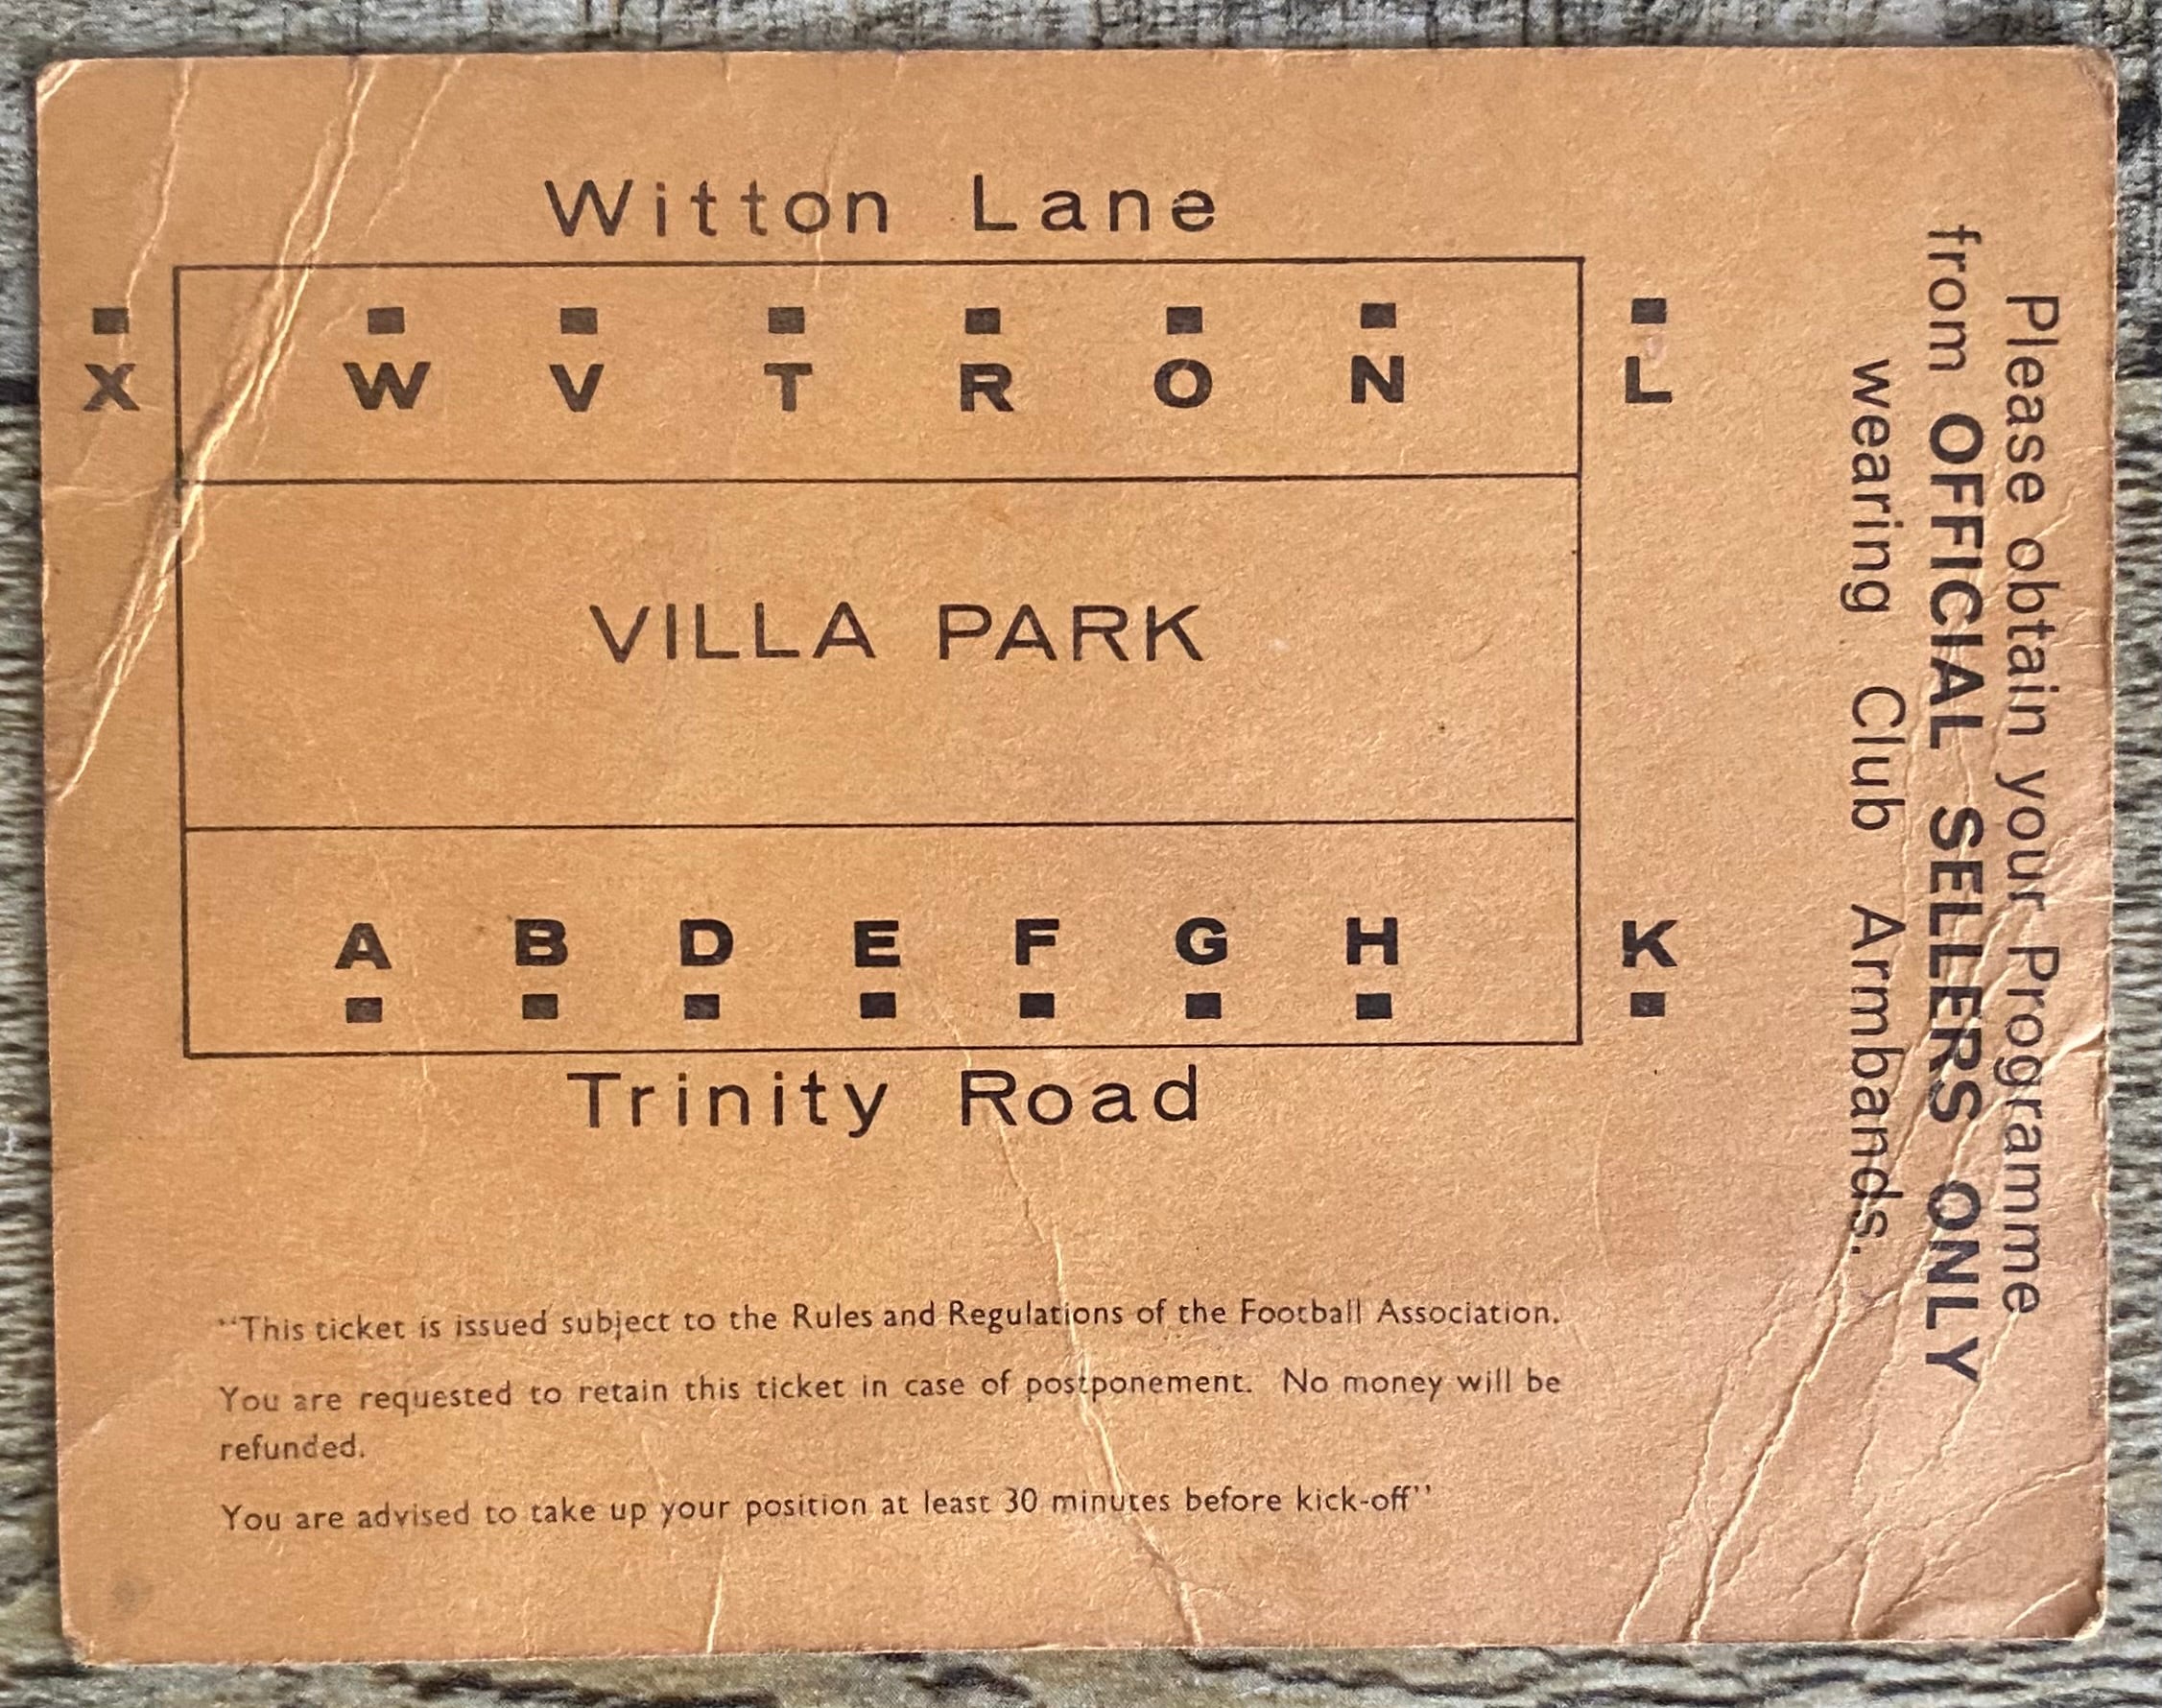 Witton Lane
X W V T R O N L
VILLA PARK
A B D E F G H K
Trinity Road
"This ticket is issued subject to the Rules and Regulations of the Football Association.
You are requested to retain this ticket in case of postponement. No money will be
refunded.
You are advised to take up your position at least 30 minutes before kick-off"
Please obtain your Programme
from OFFICIAL SELLERS ONLY
wearing Club Armbands.